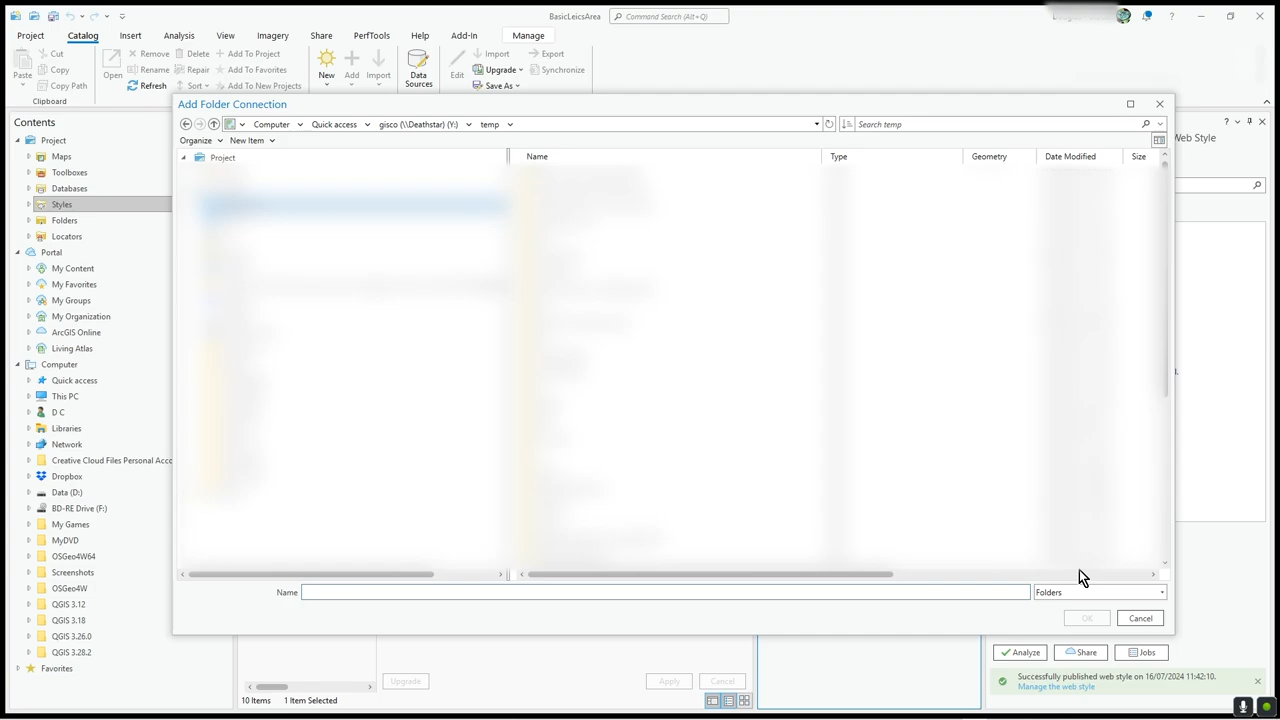 BasicLeicsArea
Command Search (Alt+Q)
Project
Catalog
Insert
Analysis
View
Imagery
Share
PerfTools
Help
Add-In
Manage
Cut
Copy
Copy Path
Paste
Clipboard
Open
Remove
Rename
Refresh
Delete
Repair
Sort
Add To Project
Add To Favorites
Add To New Projects
New
Add
Import
Data Sources
Edit
Import
Upgrade
Save As
Export
Synchronize
Contents
Project
Maps
Toolboxes
Databases
Styles
Folders
Locators
Portal
My Content
My Favorites
My Groups
My Organization
ArcGIS Online
Living Atlas
Computer
Quick access
This PC
D C
Libraries
Network
Creative Cloud Files Personal Acc
Dropbox
Data (D:)
BD-RE Drive (F:)
My Games
MyDVD
OSGeo4W64
Screenshots
OSGeo4W
QGIS 3.12
QGIS 3.18
QGIS 3.26.0
QGIS 3.28.2
Favorites
Add Folder Connection
Computer
Quick access
gisco (\\Deathstar) (Y:)
temp
Search temp
Organize
New Item
Project
Name
Type
Geometry
Date Modified
Size
Name
Folders
OK
Cancel
Web Style
Upgrade
Apply
Cancel
10 Items
1 Item Selected
Analyze
Share
Jobs
Successfully published web style on 16/07/2024 11:42:10.
Manage the web style